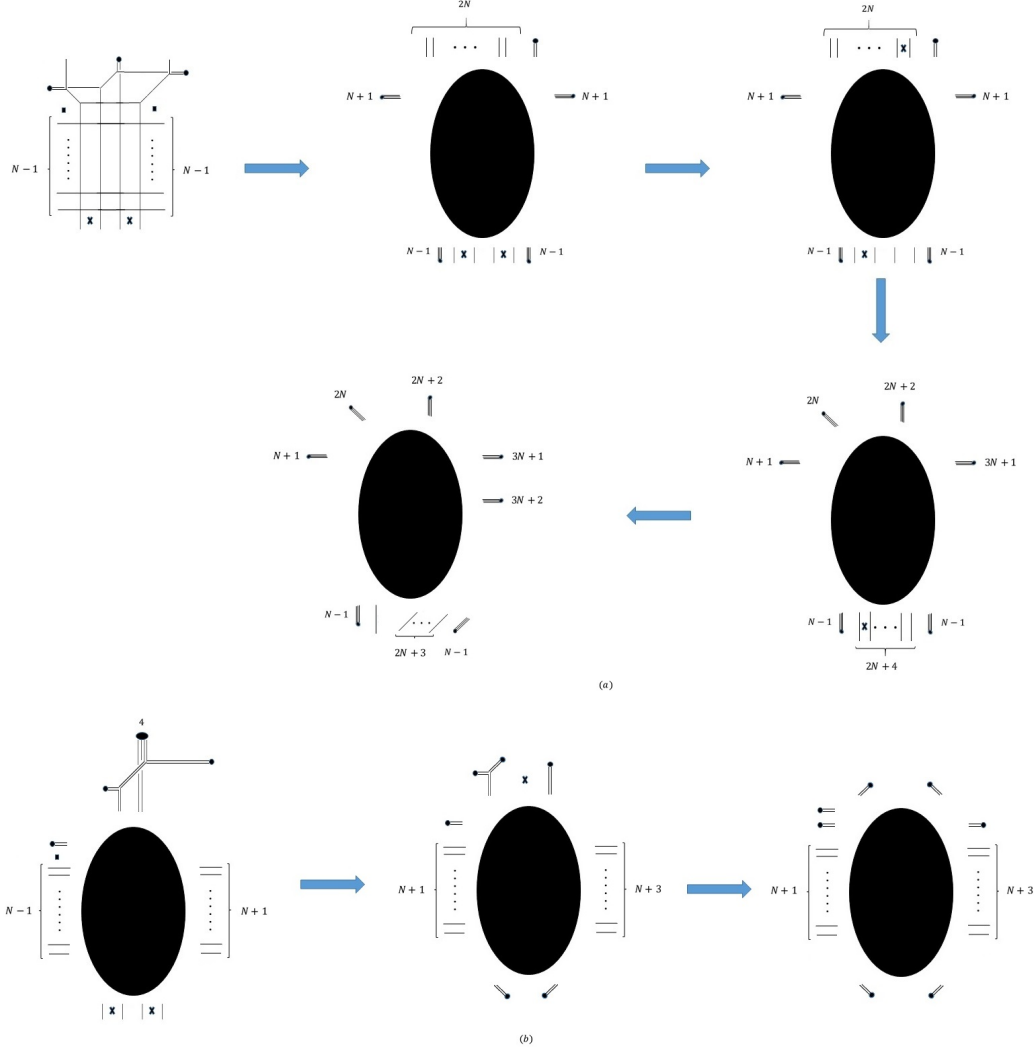 2N
2N
N + 1
N + 1
N + 1
N + 1
N − 1
N − 1
x
x
x
N − 1
x
x
N − 1
N − 1
x
N − 1
2N
2N + 2
2N
2N + 2
N + 1
3N + 1
N + 1
3N + 1
3N + 2
N − 1
N − 1
x
N − 1
2N + 3
N − 1
2N + 4
(a)
4
x
N − 1
N + 1
N + 1
N + 3
N + 1
N + 3
x
x
(b)